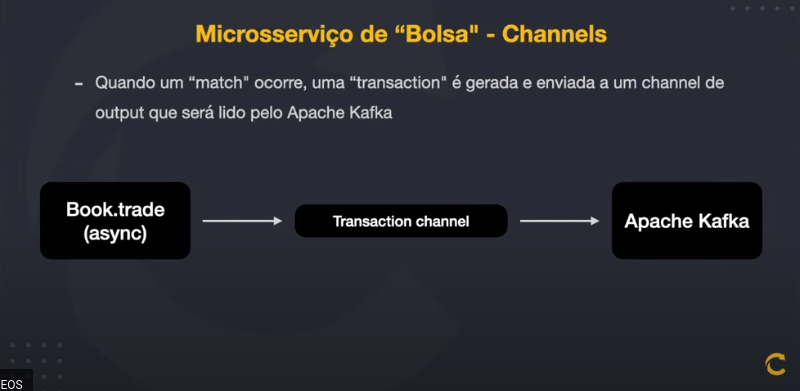 Microsserviço de “Bolsa" - Channels
- Quando um “match" ocorre, uma “transaction" é gerada e enviada a um channel de
output que será lido pelo Apache Kafka
Book.trade
(async)
Transaction channel
Apache Kafka
EOS